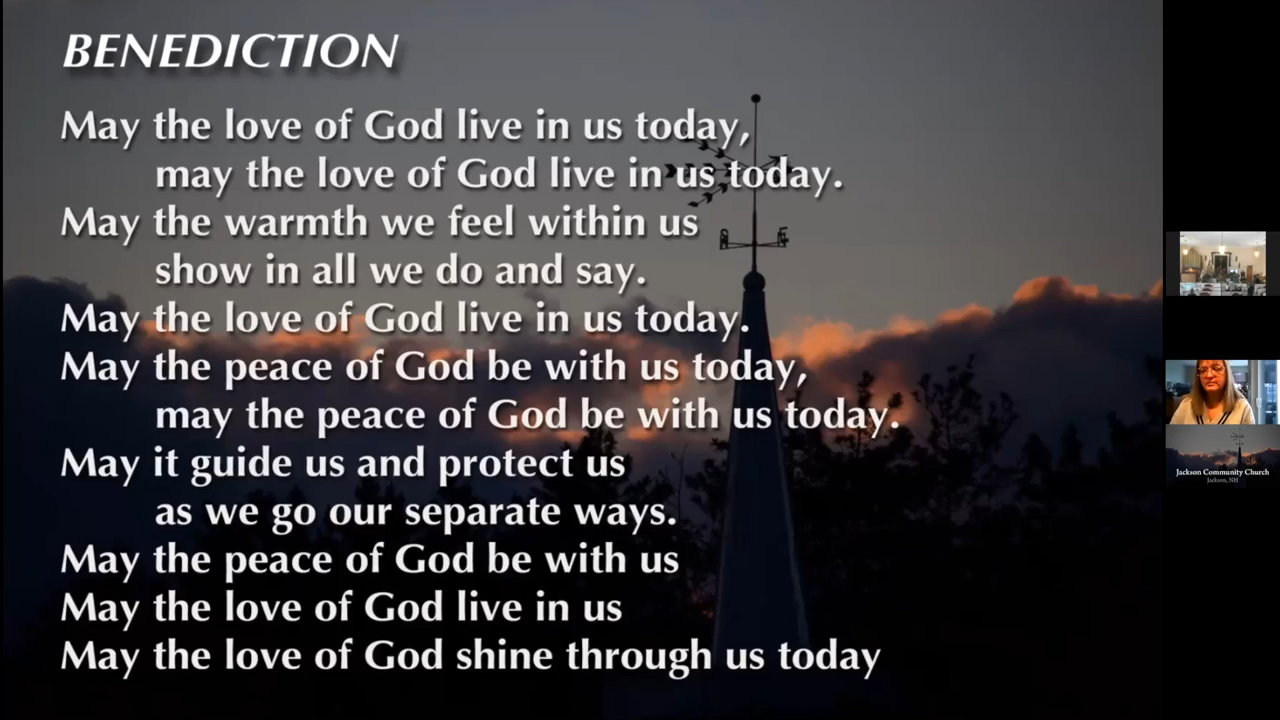 BENEDICTION
May the love of God live in us today,
may the love of God live in us today.
May the warmth we feel within us
show in all we do and say.
May the love of God live in us today.
May the peace of God be with us today,
may the peace of God be with us today.
May it guide us and protect us
as we go our separate ways.
May the peace of God be with us
May the love of God live in us
May the love of God shine through us today
Jackson Community Church
Jackson, NH